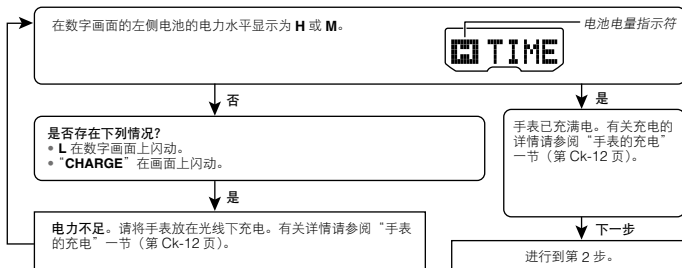 在数字画面的左侧电池的电力水平显示为 H 或 M。
电池电量指示符
H TIME
否
是
是否存在下列情况？
• L 在数字画面上闪动。
• “CHARGE”在画面上闪动。
手表已充满电。有关充电的
详情请参阅“手表的充电”
一节（第 Ck-12 页）。
是
下一步
电力不足。请将手表放在光线下充电。有关详情请参阅“手表
的充电”一节（第 Ck-12 页）。
进行到第 2 步。